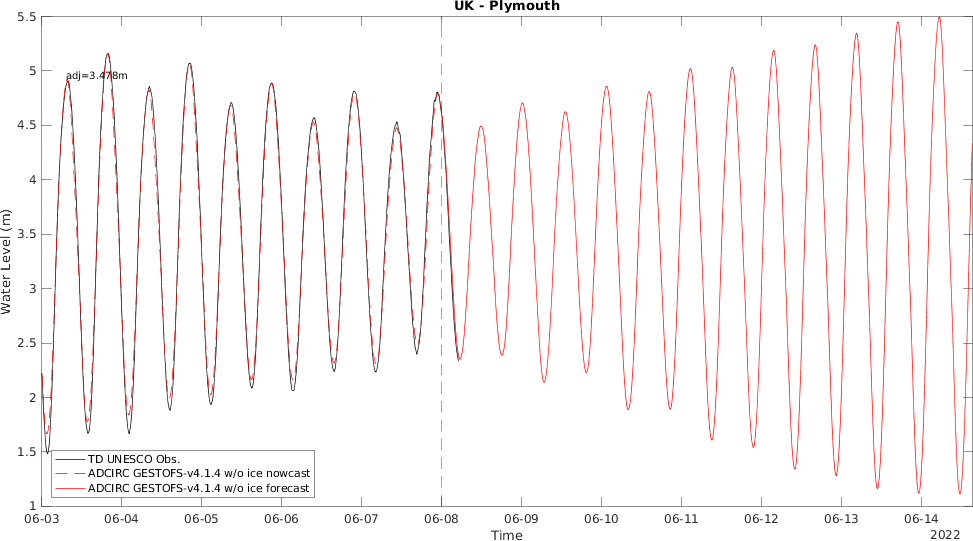 UK - Plymouth
5.5
5
adj=3.478m
4.5
4
3.5
3
2.5
2
1.5
1
Water Level (m)
TD UNESCO Obs.
ADCIRC GESTOFS-v4.1.4 w/o ice nowcast
ADCIRC GESTOFS-v4.1.4 w/o ice forecast
06-03 06-04 06-05 06-06 06-07 06-08 06-09 06-10 06-11 06-12 06-13 06-14
Time
2022